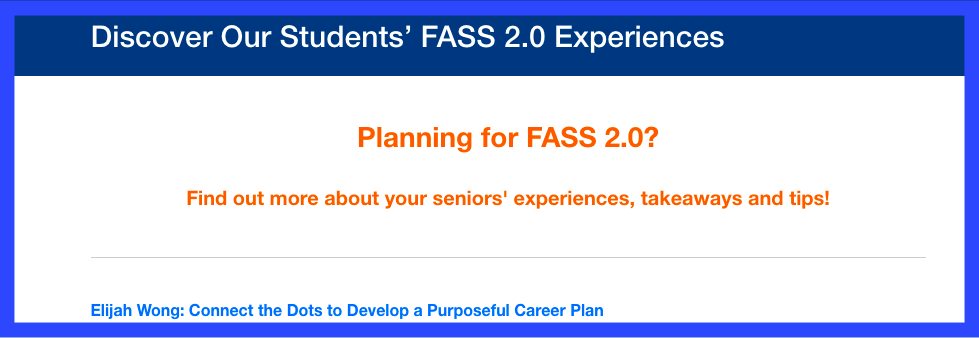 Discover Our Students’ FASS 2.0 Experiences
Planning for FASS 2.0?
Find out more about your seniors' experiences, takeaways and tips!
Elijah Wong: Connect the Dots to Develop a Purposeful Career Plan